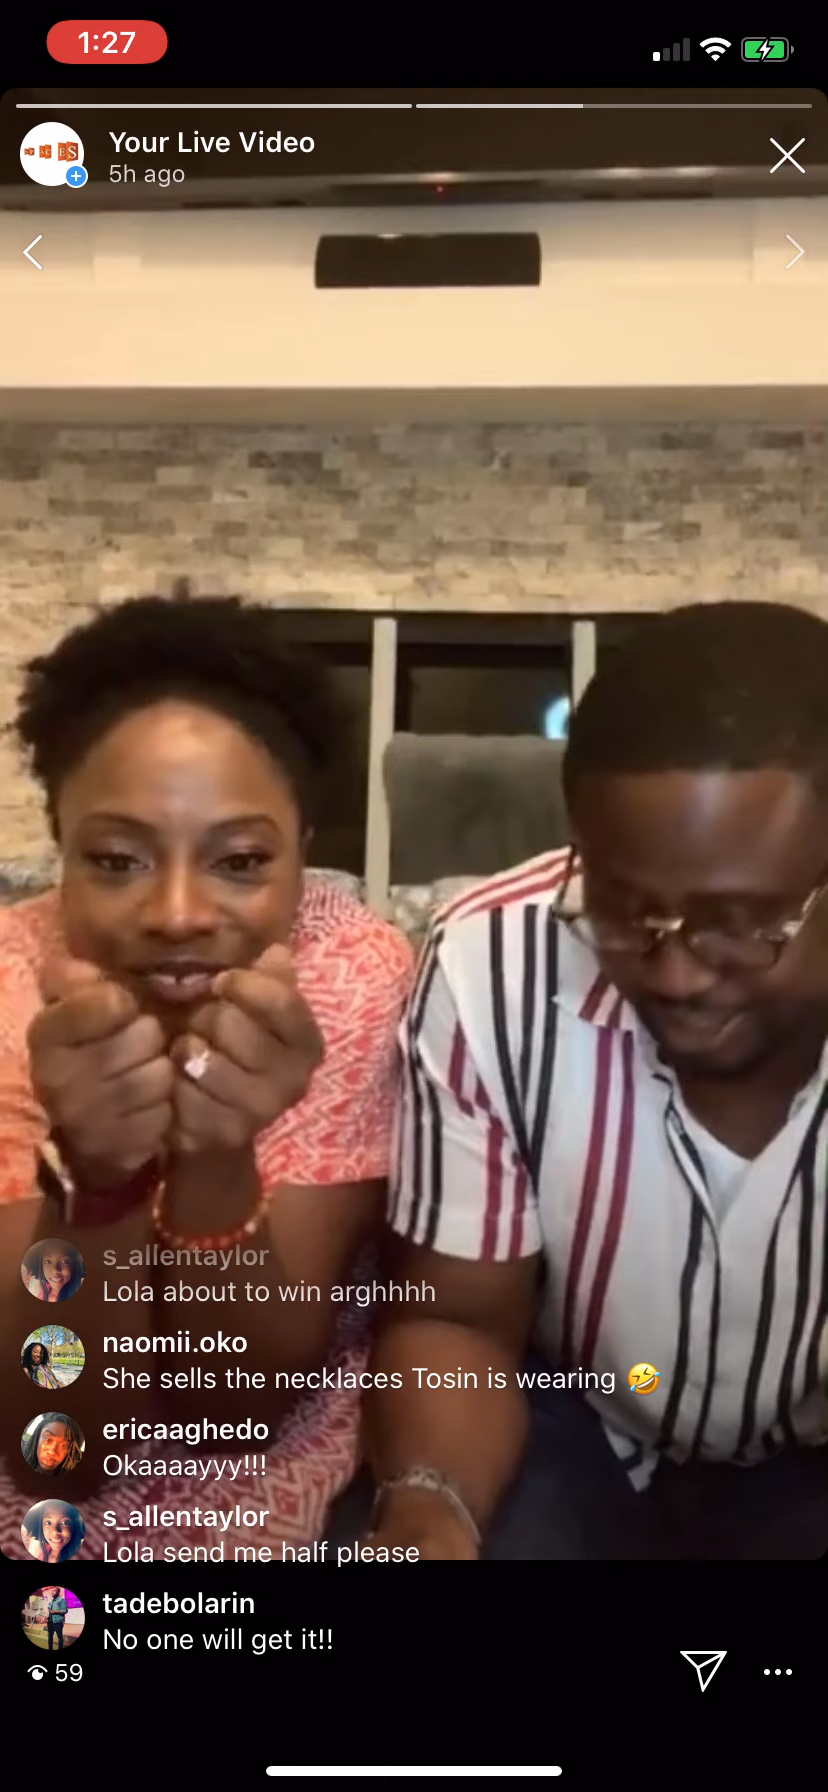 1:27
Your Live Video
5h ago
s_allentaylor
Lola about to win arghhhh
naomii.oko
She sells the necklaces Tosin is wearing 🤣
ericaaghedo
Okaaaayyy!!!
s_allentaylor
Lola send me half please
tadebolarin
No one will get it!!
59